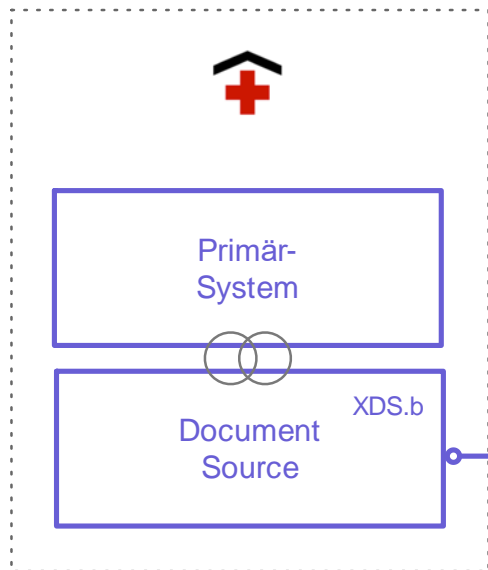 Primär-
System
XDS.b
Document
Source